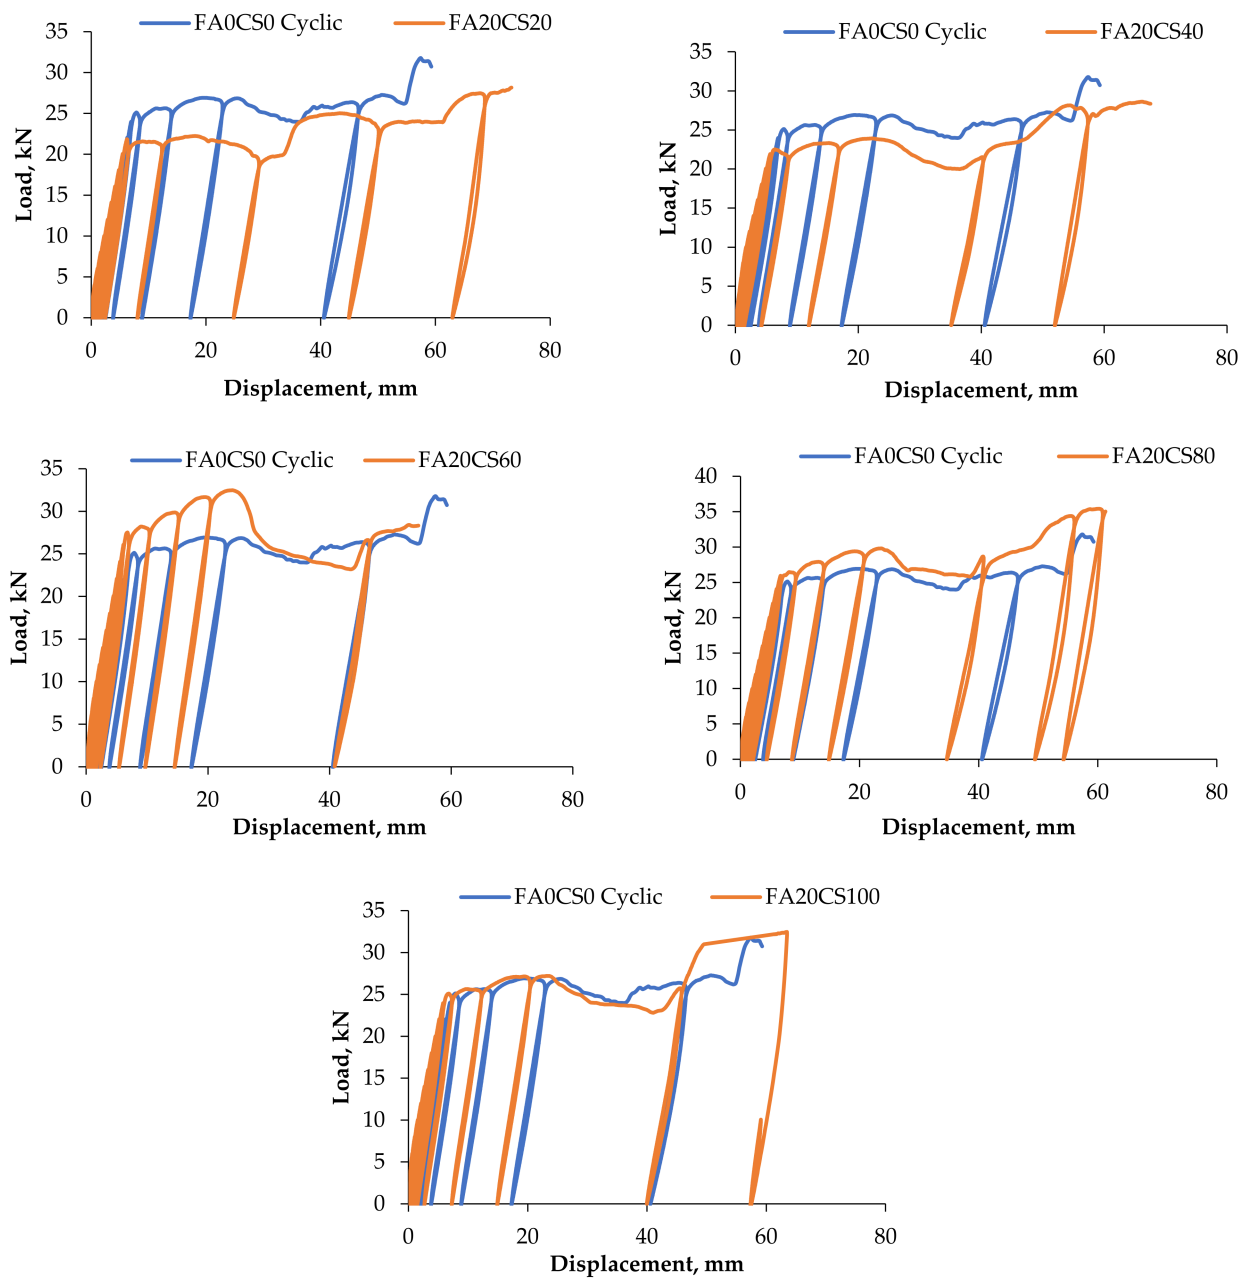 FA0CS0 Cyclic FA20CS20
35
30
25
20
15
10
5
0
Load, kN
0 20 40 60 80
Displacement, mm
FA0CS0 Cyclic FA20CS40
35
30
25
20
15
10
5
0
Load, kN
0 20 40 60 80
Displacement, mm
FA0CS0 Cyclic FA20CS60
35
30
25
20
15
10
5
0
Load, kN
0 20 40 60 80
Displacement, mm
FA0CS0 Cyclic FA20CS80
40
35
30
25
20
15
10
5
0
Load, kN
0 20 40 60 80
Displacement, mm
FA0CS0 Cyclic FA20CS100
35
30
25
20
15
10
5
0
Load, kN
0 20 40 60 80
Displacement, mm